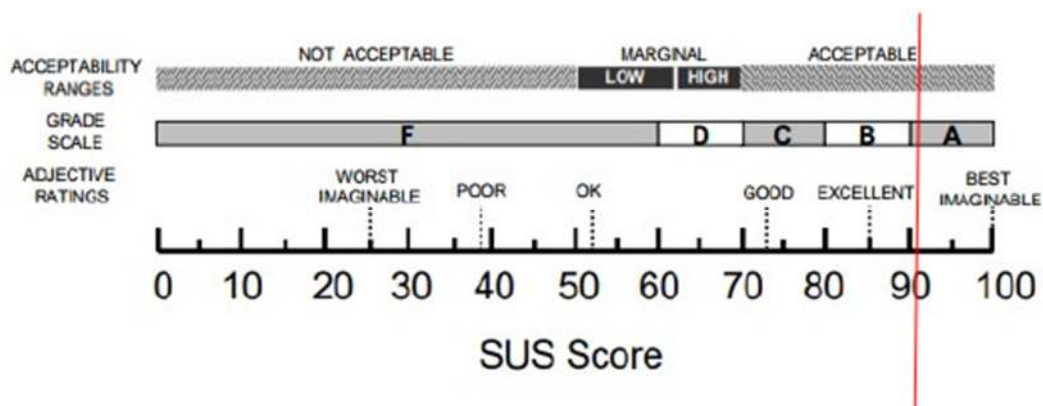 NOT ACCEPTABLE MARGINAL ACCEPTABLE
ACCEPTABILITY RANGES LOW HIGH
GRADE SCALE F D C B A
ADJECTIVE RATINGS WORST IMAGINABLE POOR OK GOOD EXCELLENT BEST IMAGINABLE
0 10 20 30 40 50 60 70 80 90 100
SUS Score